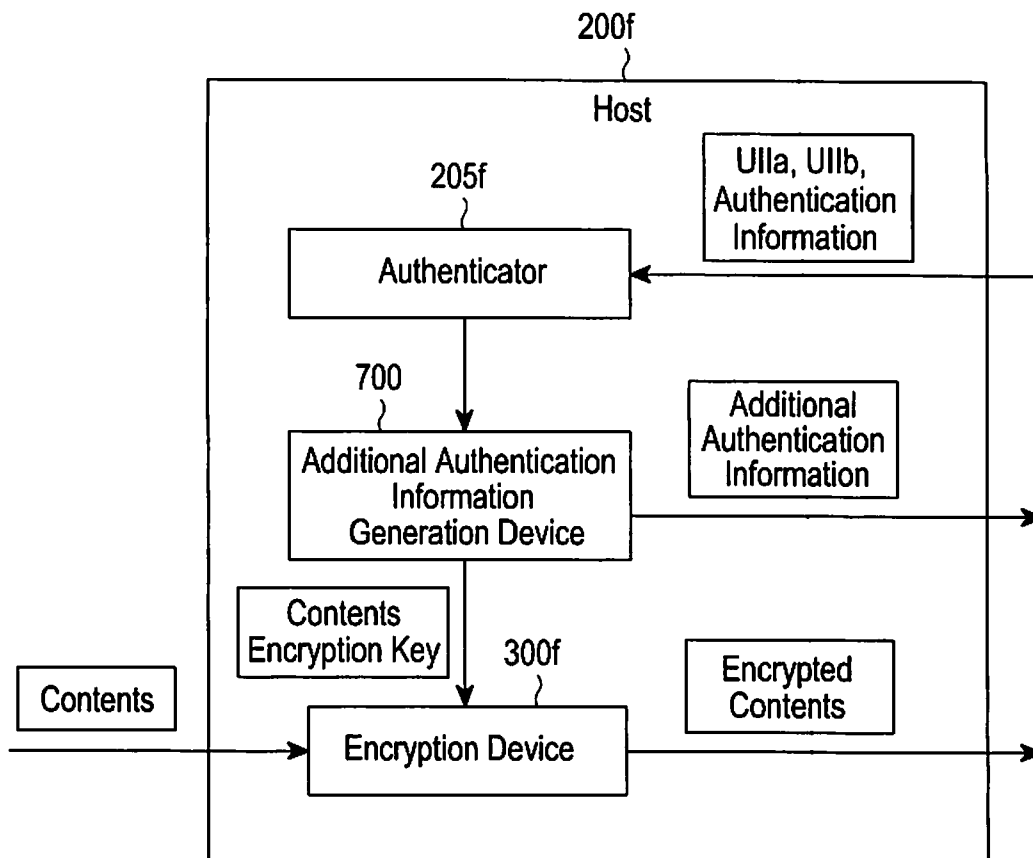 200f
Host
UIIa, UIIb,
Authentication
Information
205f
Authenticator
700
Additional Authentication
Information
Generation Device
Additional
Authentication
Information
Contents
Encryption Key
300f
Encrypted
Contents
Contents
Encryption Device